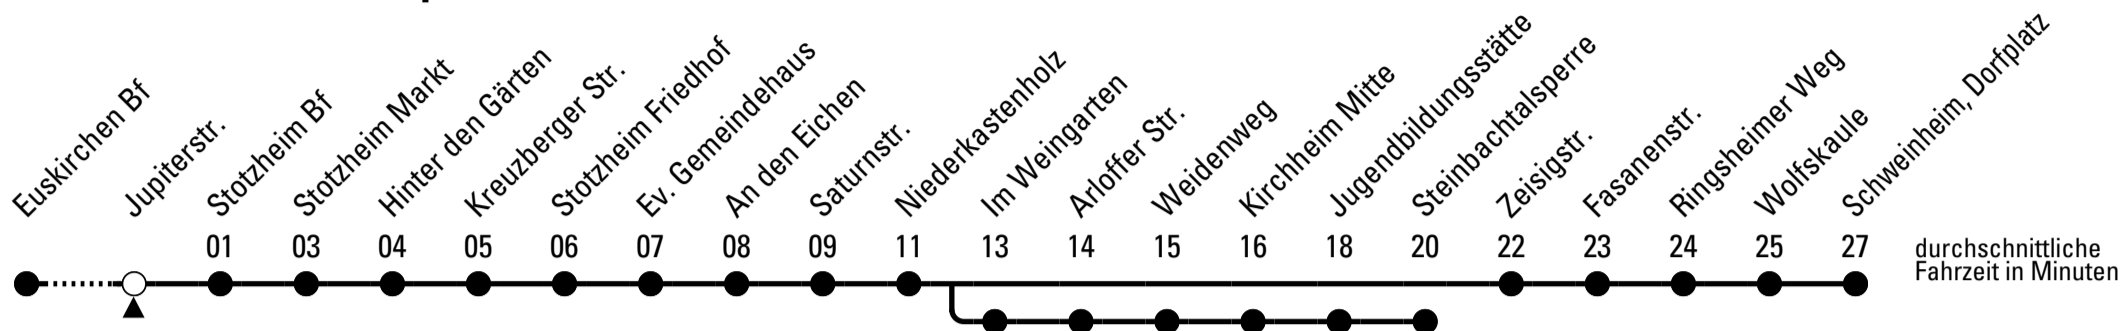 Euskirchen Bf
Jupiterstr.
Stotzheim Bf
Stotzheim Markt
Hinter den Gärten
Kreuzberger Str.
Stotzheim Friedhof
Ev. Gemeindehaus
An den Eichen
Saturnstr.
Niederkastenholz
Im Weingarten
Arloffer Str.
Weidenweg
Kirchheim Mitte
Jugendbildungsstätte
Steinbachtalsperre
Zeisigstr.
Fasanenstr.
Ringsheimer Weg
Wolfskaule
Schweinheim, Dorfplatz
01 03 04 05 06 07 08 09 11 13 14 15 16 18 20 22 23 24 25 27
durchschnittliche
Fahrzeit in Minuten